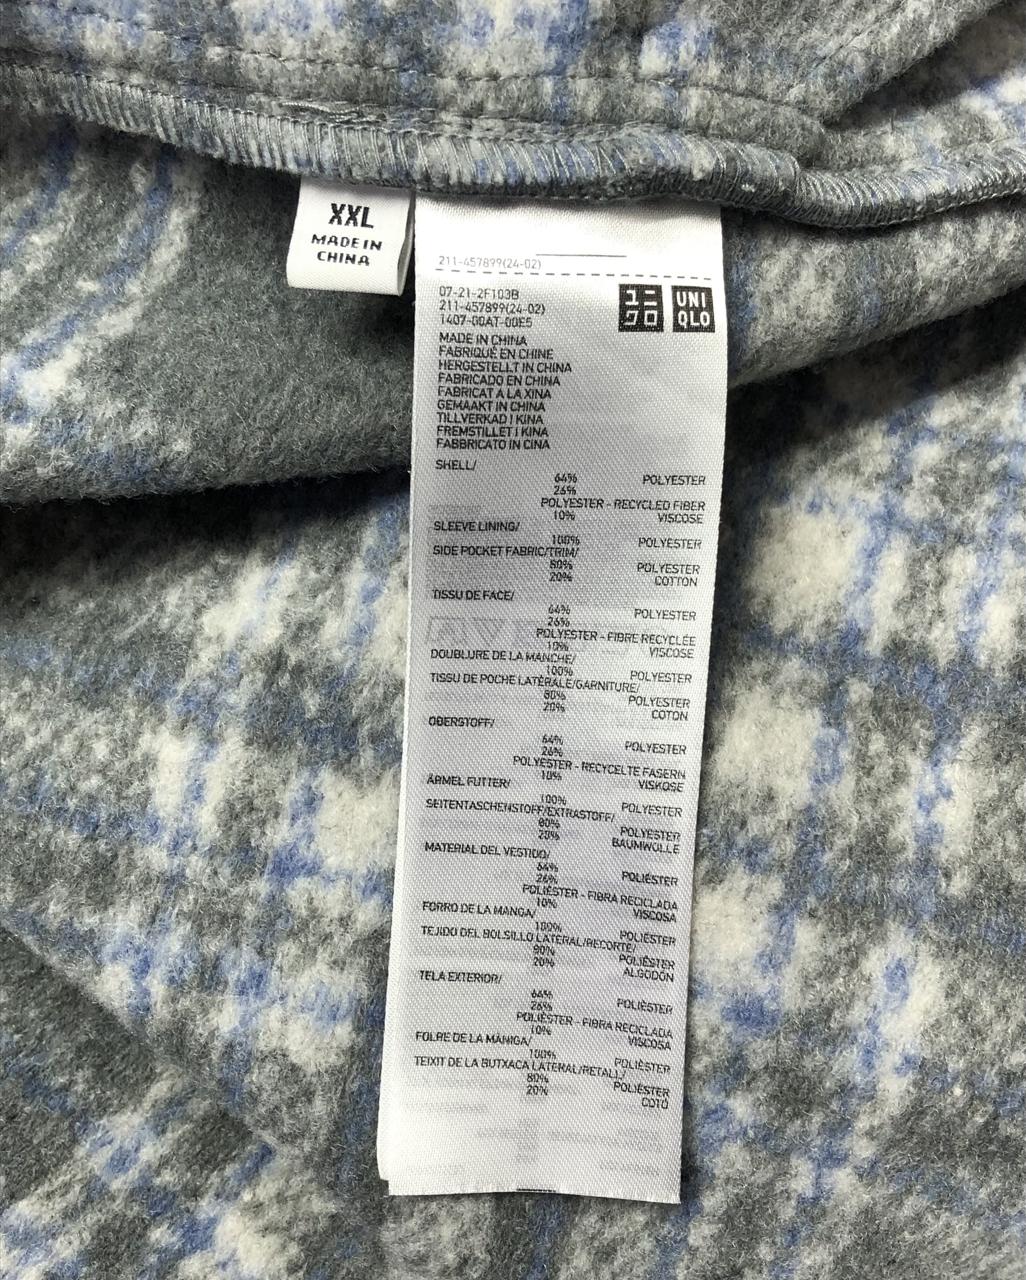 XXL
MADE IN
CHINA
211-457899(24-02)
07-21-2F103B
211-457899(24-02)
1407-00AT-00E5
ユニ
クロ
UNI
QLO
MADE IN CHINA
FABRIQUÉ EN CHINE
HERGESTELLT IN CHINA
FABRICADO EN CHINA
FABRICAT A LA XINA
GEMAAKT IN CHINA
TILLVERKAD I KINA
FREMSTILLET I KINA
FABBRICATO IN CINA
SHELL/
64% POLYESTER
26%
POLYESTER - RECYCLED FIBER
10% VISCOSE
SLEEVE LINING/
100% POLYESTER
SIDE POCKET FABRIC/TRIM/
80% POLYESTER
20% COTTON
TISSU DE FACE/
64% POLYESTER
26%
POLYESTER - FIBRE RECYCLÉE
10% VISCOSE
DOUBLURE DE LA MANCHE/
100% POLYESTER
TISSU DE POCHE LATÉRALE/GARNITURE/
80% POLYESTER
20% COTON
OBERSTOFF/
64% POLYESTER
26%
POLYESTER - RECYCELTE FASERN
10% VISKOSE
ÄRMEL FUTTER/
100% POLYESTER
SEITENTASCHENSTOFF/EXTRASTOFF/
80% POLYESTER
20% BAUMWOLLE
MATERIAL DEL VESTIDO/
64% POLIÉSTER
26%
POLIÉSTER - FIBRA RECICLADA
10% VISCOSA
FORRO DE LA MANGA/
100% POLIÉSTER
TEJIDO DEL BOLSILLO LATERAL/RECORTE/
80% POLIÉSTER
20% ALGODÓN
TELA EXTERIOR/
64% POLIÈSTER
26%
POLIÈSTER - FIBRA RECICLADA
10% VISCOSA
FOLRE DE LA MÀNIGA/
100% POLIÈSTER
TEIXIT DE LA BUTXACA LATERAL/RETALL/
80% POLIÈSTER
20% COTÓ